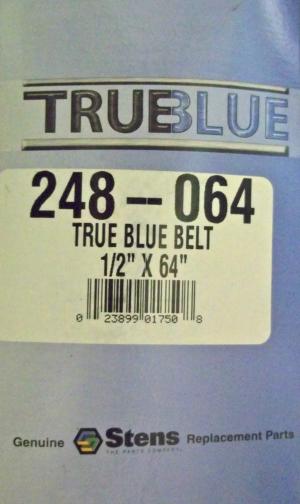 TRUEBLUE
248--064
TRUE BLUE BELT
1/2" X 64"
0 23899 01750 8
Genuine Stens Replacement Parts
THE PARTS COMPANY